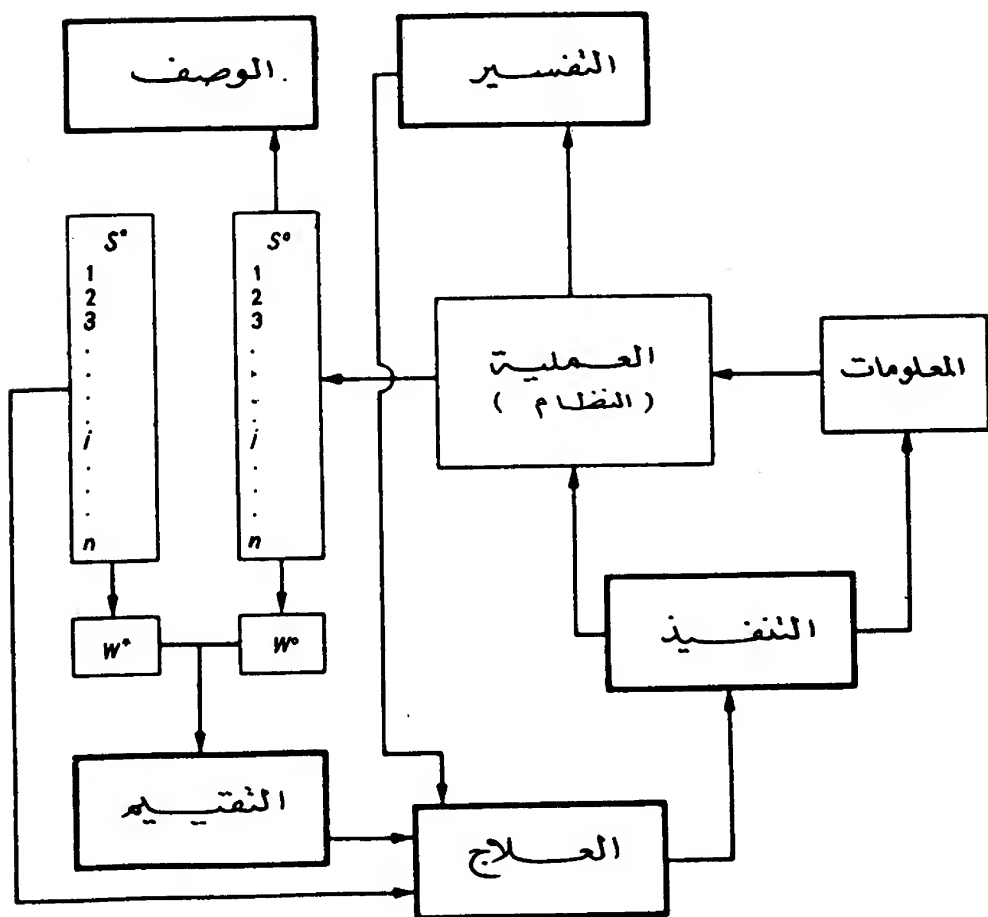 التفسير
الوصف
S*
1
2
3
.
.
.
i
.
.
.
n
S°
1
2
3
.
.
.
j
.
.
.
n
العملية
( النظام )
المعلومات
التنفيذ
W*
W°
التقييم
العلاج